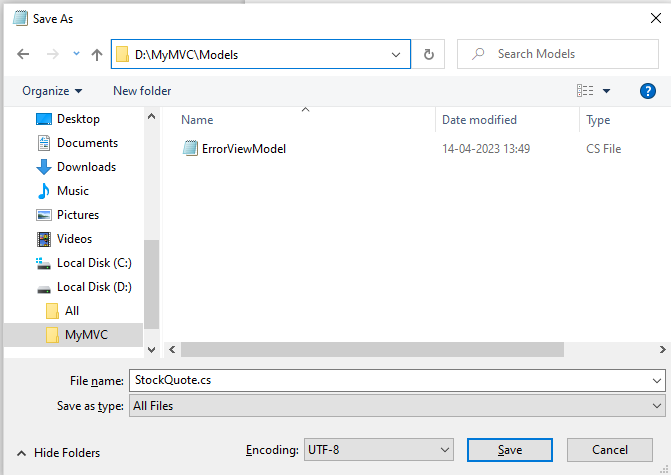 Save As
D:\MyMVC\Models
Search Models
Organize
New folder
?
Desktop
Documents
Downloads
Music
Pictures
Videos
Local Disk (C:)
Local Disk (D:)
All
MyMVC
Name Date modified Type
ErrorViewModel 14-04-2023 13:49 CS File
File name: StockQuote.cs
Save as type: All Files
Hide Folders
Encoding: UTF-8
Save
Cancel